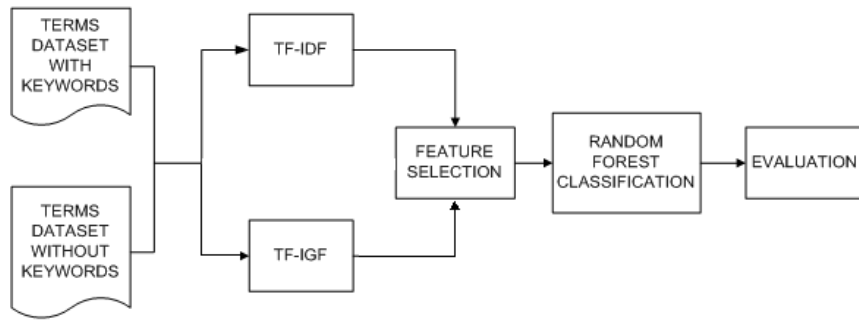 TERMS
DATASET
WITH
KEYWORDS
TERMS
DATASET
WITHOUT
KEYWORDS
TF-IDF
TF-IGF
FEATURE
SELECTION
RANDOM
FOREST
CLASSIFICATION
EVALUATION